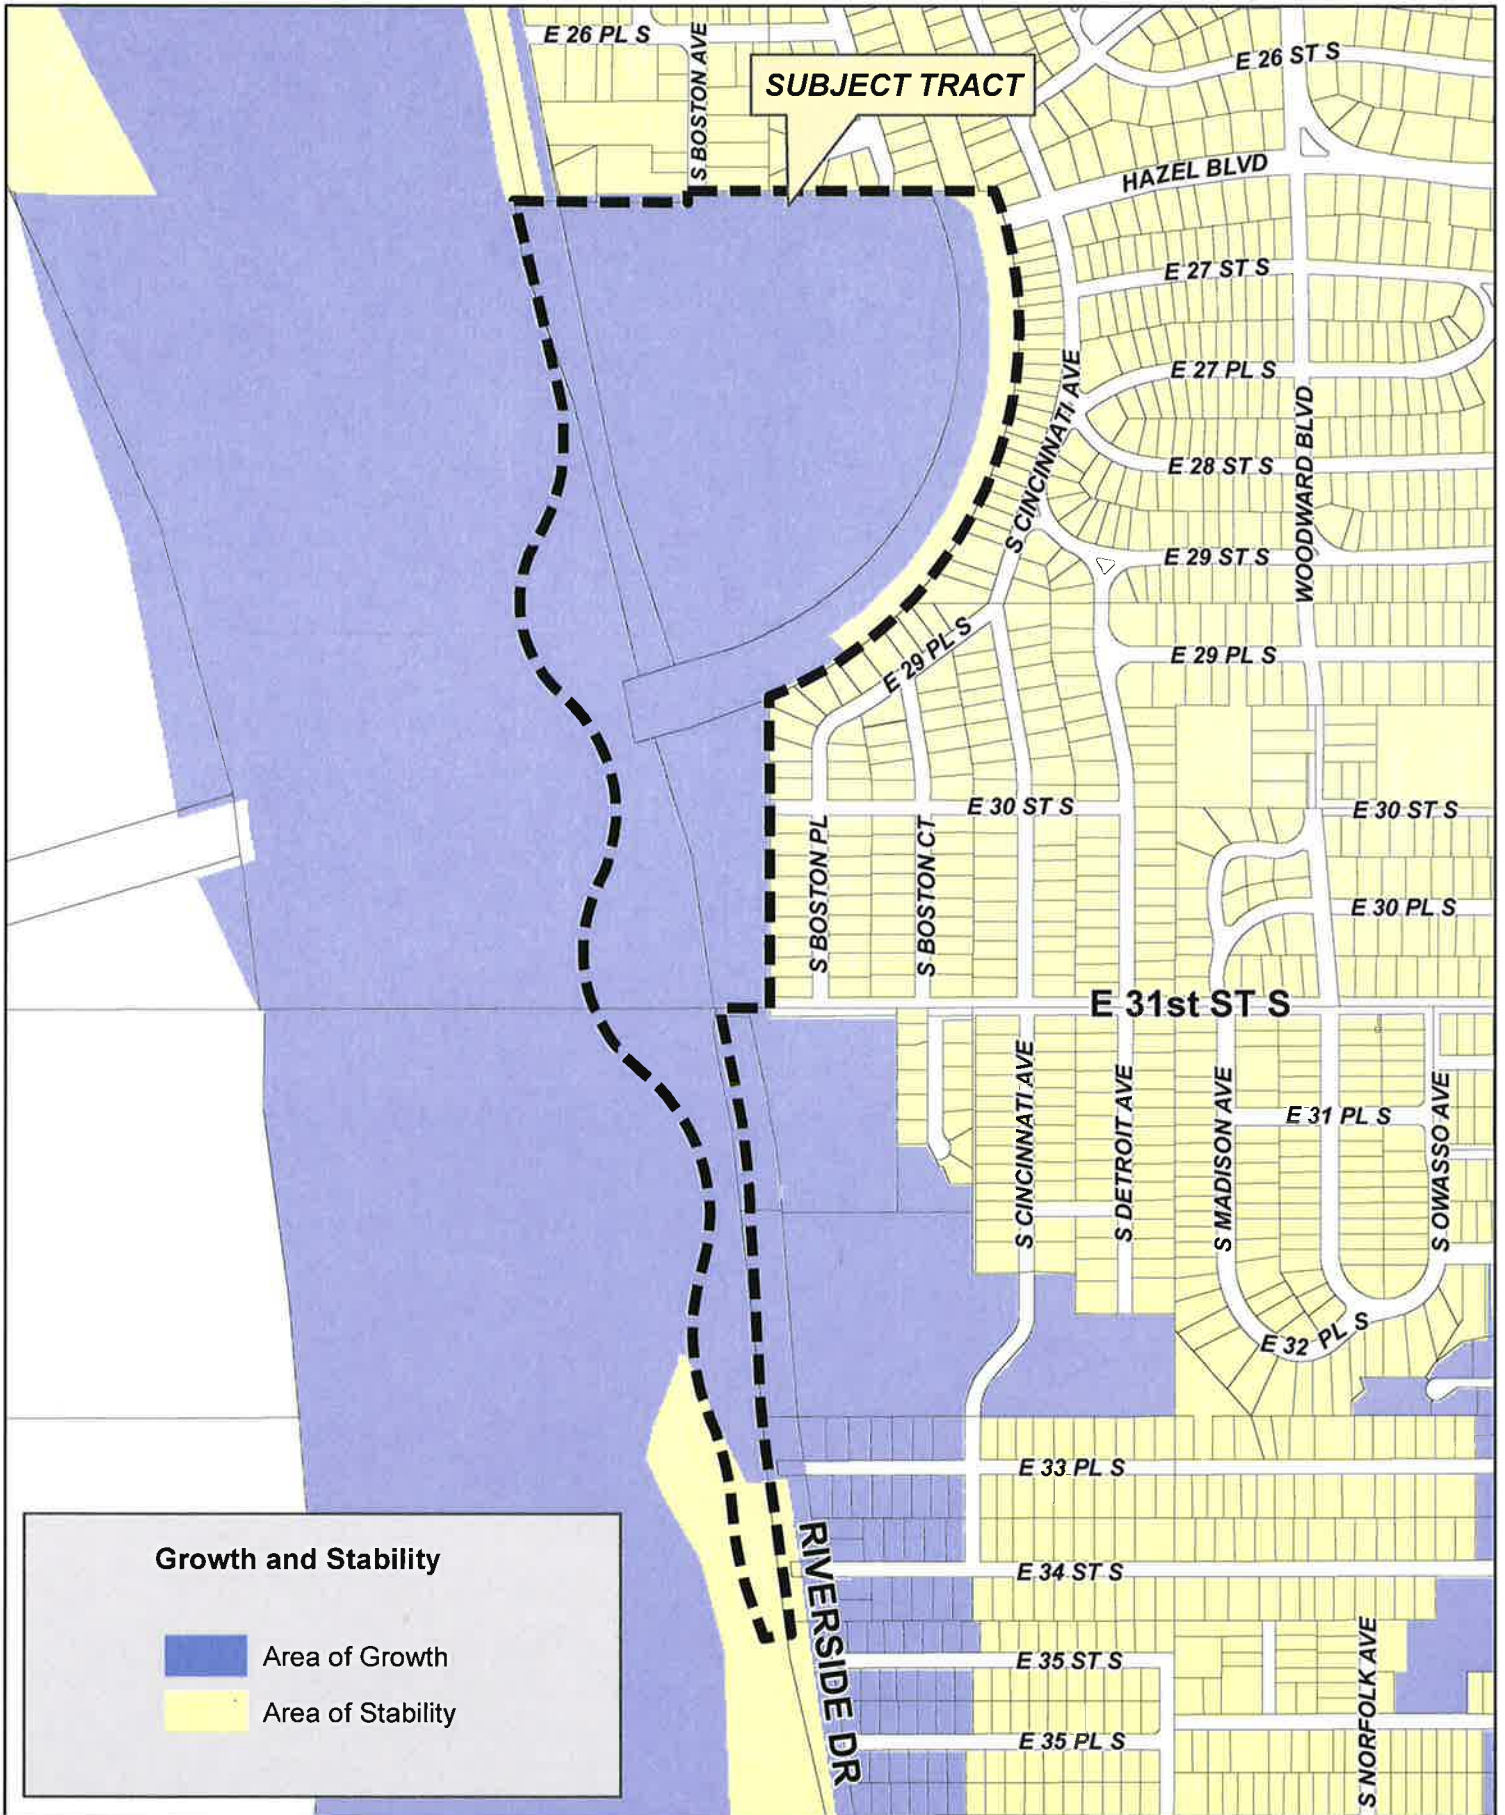 E 26 PL S
S BOSTON AVE
E 26 ST S
SUBJECT TRACT
HAZEL BLVD
E 27 ST S
E 27 PL S
S CINCINNATI AVE
WOODWARD BLVD
E 28 ST S
E 29 ST S
E 29 PL S
E 29 PL S
E 30 ST S
E 30 ST S
S BOSTON PL
S BOSTON CT
E 30 PL S
E 31st ST S
S CINCINNATI AVE
S DETROIT AVE
S MADISON AVE
E 31 PL S
S OWASSO AVE
E 32 PL S
E 33 PL S
RIVERSIDE DR
E 34 ST S
E 35 ST S
S NORFOLK AVE
E 35 PL S
Growth and Stability
Area of Growth
Area of Stability